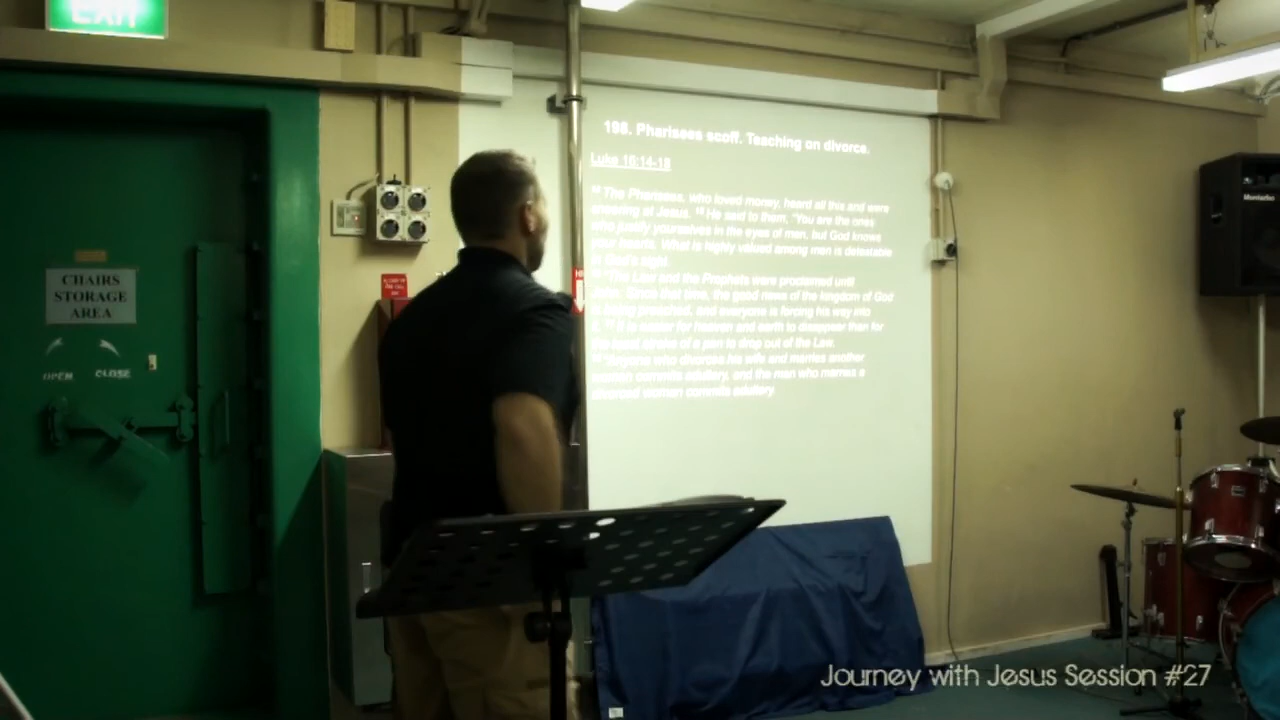 EXIT
198. Pharisees scoff. Teaching on divorce.
Luke 16:14-18
14 The Pharisees, who loved money, heard all this and were
sneering at Jesus. 15 He said to them, "You are the ones
who justify yourselves in the eyes of men, but God knows
your hearts. What is highly valued among men is detestable
in God's sight.
"The Law and the Prophets were proclaimed until
Since that time, the good news of the kingdom of God
being preached, and everyone is forcing his way into
it. It is easier for heaven and earth to disappear than for
the least stroke of a pen to drop out of the Law.
"Anyone who divorces his wife and marries another
woman commits adultery, and the man who marries a
divorced woman commits adultery.
CHAIRS
STORAGE
AREA
OPEN CLOSE
Montarbo
Journey with Jesus Session #27